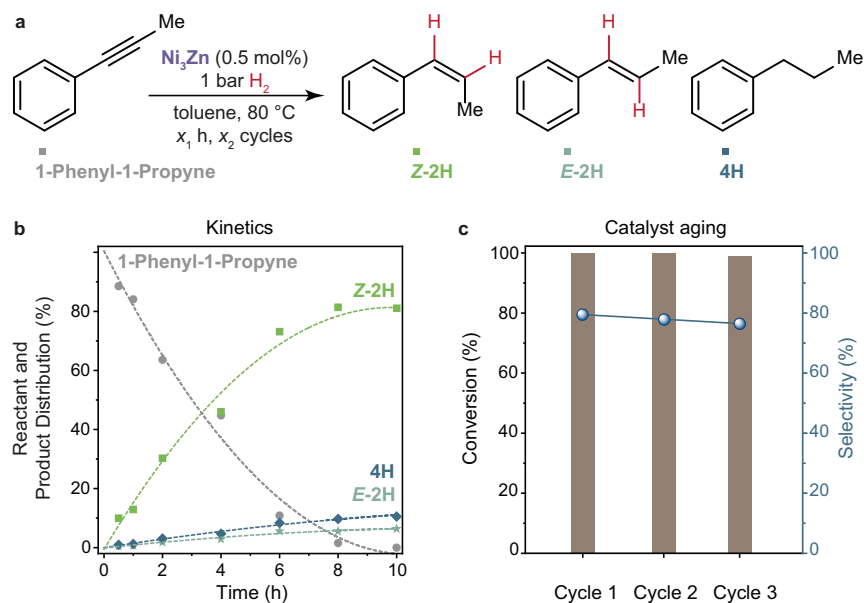 a
Me
Ni₃Zn (0.5 mol%)
1 bar H₂
toluene, 80 °C
x₁ h, x₂ cycles
H
H
Me
H
H
Me
Me
1-Phenyl-1-Propyne
Z-2H
E-2H
4H
b
Kinetics
Reactant and
Product Distribution (%)
80
60
40
20
0
1-Phenyl-1-Propyne
Z-2H
4H
E-2H
0 2 4 6 8 10
Time (h)
c
Catalyst aging
Conversion (%)
100
80
60
40
20
0
100
80
60
40
20
0
Selectivity (%)
Cycle 1 Cycle 2 Cycle 3